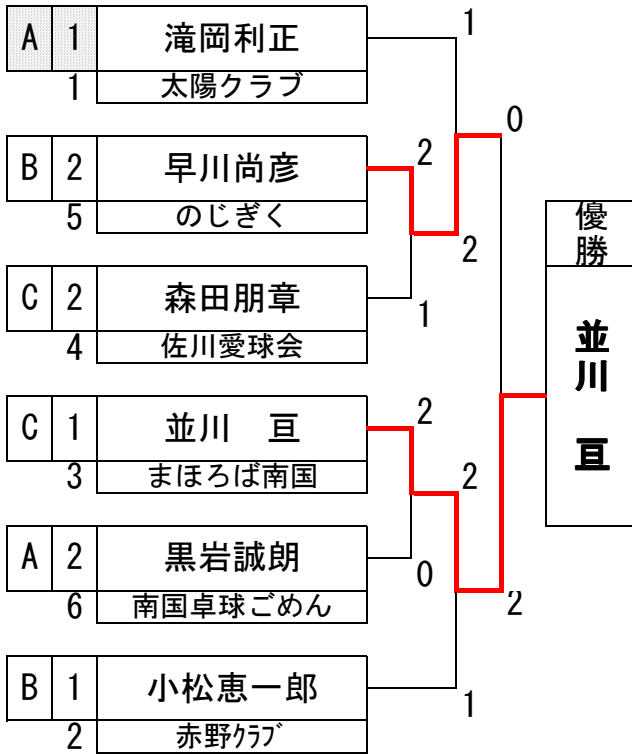 A 1 滝岡利正
1 太陽クラブ
B 2 早川尚彦
5 のじぎく
C 2 森田朋章
4 佐川愛球会
C 1 並川　亘
3 まほろば南国
A 2 黒岩誠朗
6 南国卓球ごめん
B 1 小松恵一郎
2 赤野ｸﾗﾌﾞ
1
2
2
1
0
2
2
0
1
2
優勝
並川　亘